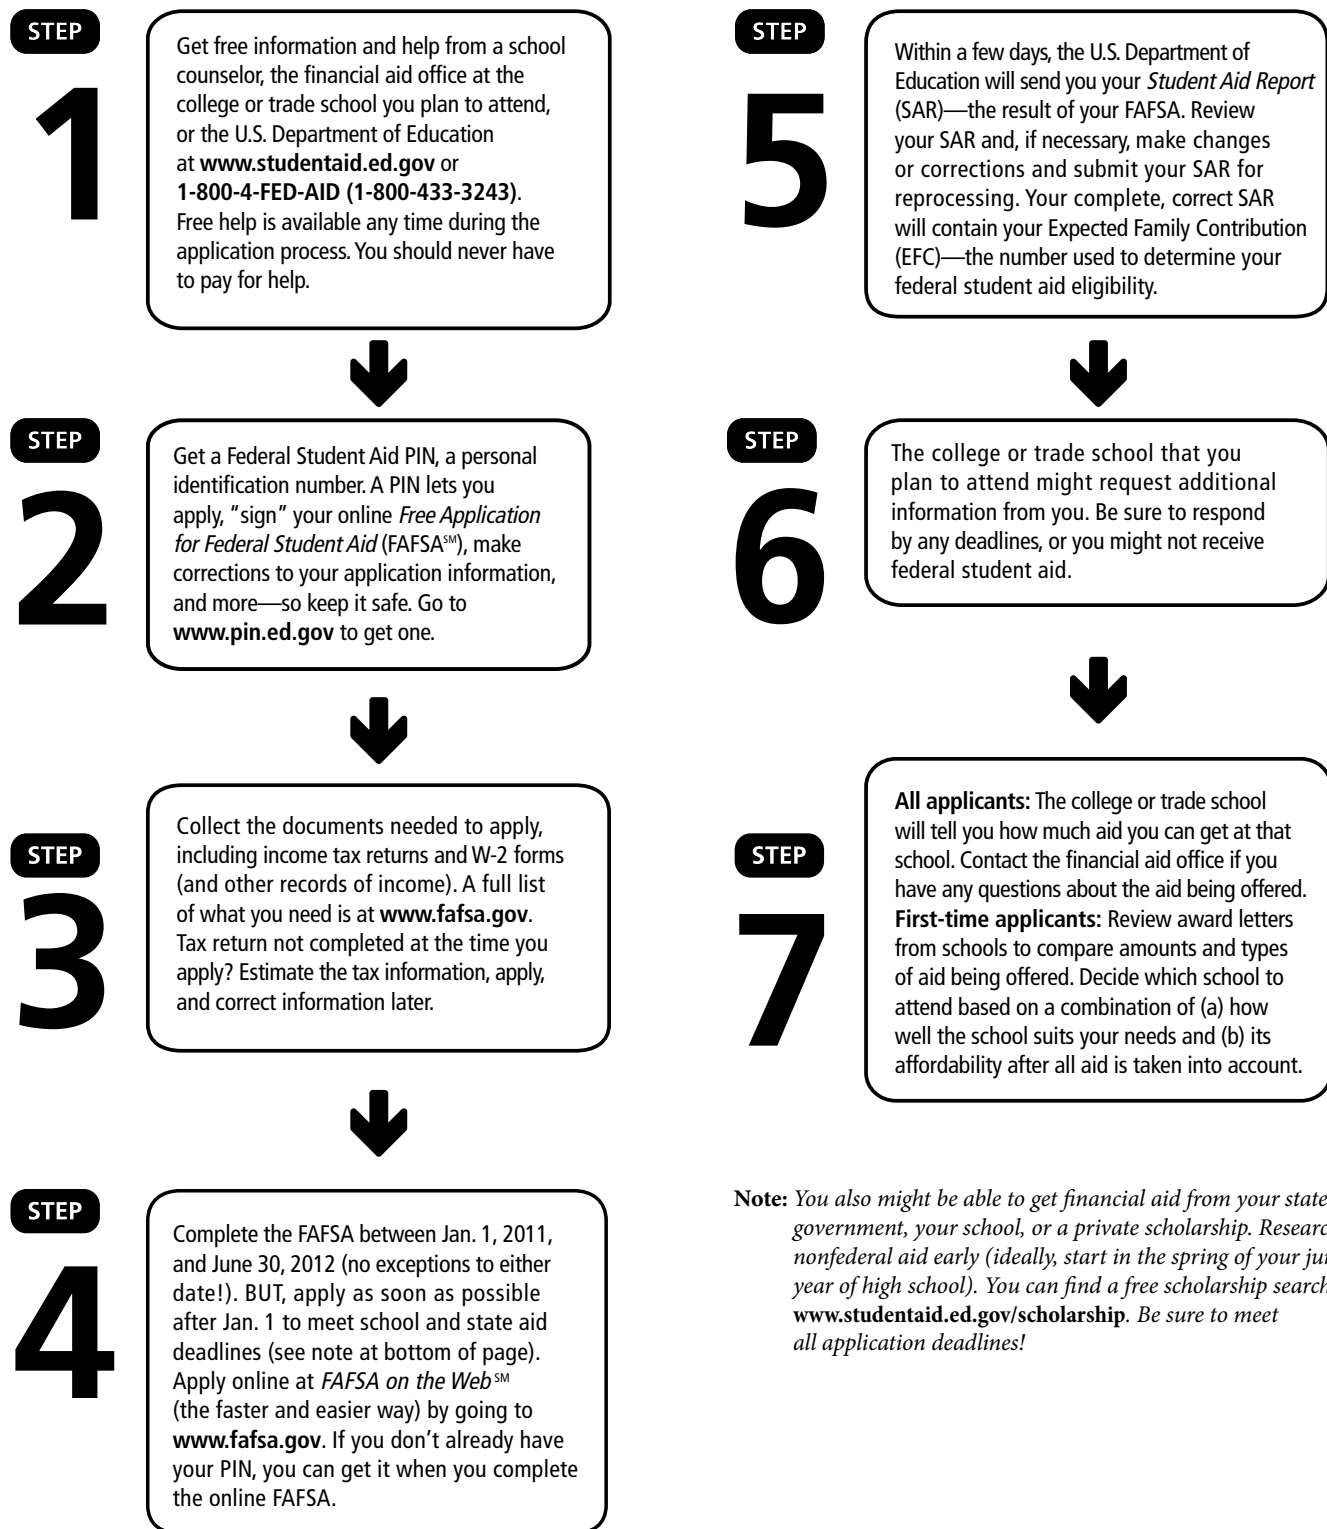 STEP
1
Get free information and help from a school
counselor, the financial aid office at the
college or trade school you plan to attend,
or the U.S. Department of Education
at www.studentaid.ed.gov or
1-800-4-FED-AID (1-800-433-3243).
Free help is available any time during the
application process. You should never have
to pay for help.
STEP
2
Get a Federal Student Aid PIN, a personal
identification number. A PIN lets you
apply, “sign” your online Free Application
for Federal Student Aid (FAFSA℠), make
corrections to your application information,
and more—so keep it safe. Go to
www.pin.ed.gov to get one.
STEP
3
Collect the documents needed to apply,
including income tax returns and W-2 forms
(and other records of income). A full list
of what you need is at www.fafsa.gov.
Tax return not completed at the time you
apply? Estimate the tax information, apply,
and correct information later.
STEP
4
Complete the FAFSA between Jan. 1, 2011,
and June 30, 2012 (no exceptions to either
date!). BUT, apply as soon as possible
after Jan. 1 to meet school and state aid
deadlines (see note at bottom of page).
Apply online at FAFSA on the Web℠
(the faster and easier way) by going to
www.fafsa.gov. If you don’t already have
your PIN, you can get it when you complete
the online FAFSA.
STEP
5
Within a few days, the U.S. Department of
Education will send you your Student Aid Report
(SAR)—the result of your FAFSA. Review
your SAR and, if necessary, make changes
or corrections and submit your SAR for
reprocessing. Your complete, correct SAR
will contain your Expected Family Contribution
(EFC)—the number used to determine your
federal student aid eligibility.
STEP
6
The college or trade school that you
plan to attend might request additional
information from you. Be sure to respond
by any deadlines, or you might not receive
federal student aid.
STEP
7
All applicants: The college or trade school
will tell you how much aid you can get at that
school. Contact the financial aid office if you
have any questions about the aid being offered.
First-time applicants: Review award letters
from schools to compare amounts and types
of aid being offered. Decide which school to
attend based on a combination of (a) how
well the school suits your needs and (b) its
affordability after all aid is taken into account.
Note: You also might be able to get financial aid from your state
government, your school, or a private scholarship.
nonfederal aid early (ideally, start in the spring of your
year of high school). You can find a free scholarship search
www.studentaid.ed.gov/scholarship. Be sure to meet
all application deadlines!